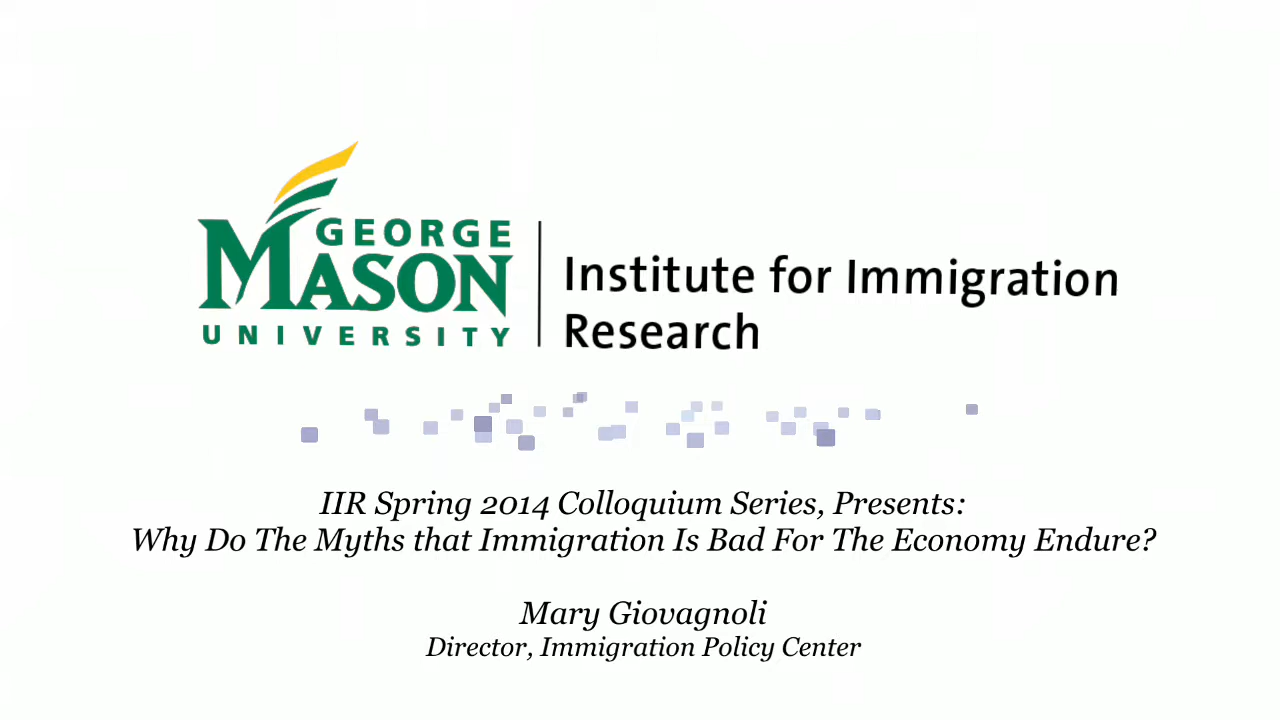 GEORGE
MASON
UNIVERSITY
Institute for Immigration
Research
IIR Spring 2014 Colloquium Series, Presents:
Why Do The Myths that Immigration Is Bad For The Economy Endure?
Mary Giovagnoli
Director, Immigration Policy Center